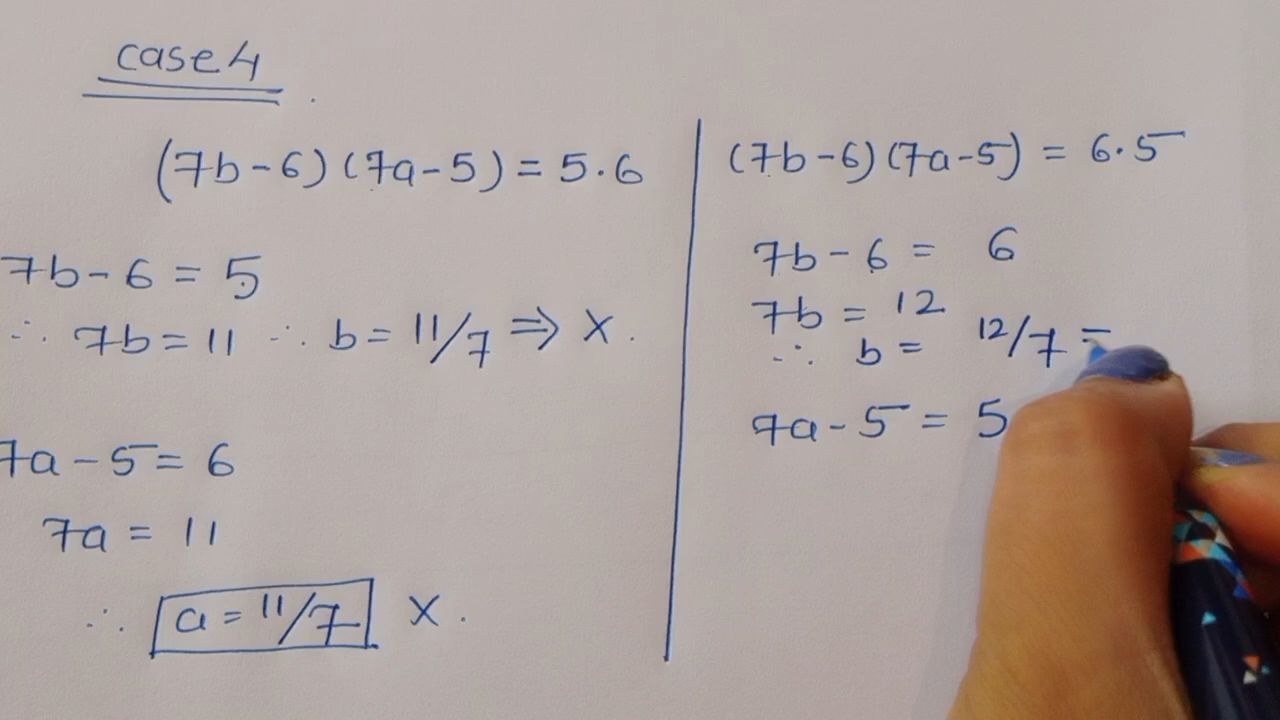 case 4
(7b-6)(7a-5) = 5.6
7b-6 = 5
∴ 7b = 11 ∴ b = 11/7 ⇒ X.
7a-5 = 6
7a = 11
∴ a = 11/7 X.
(7b-6)(7a-5) = 6.5
7b-6 = 6
7b = 12
∴ b = 12/7 =
7a-5 = 5